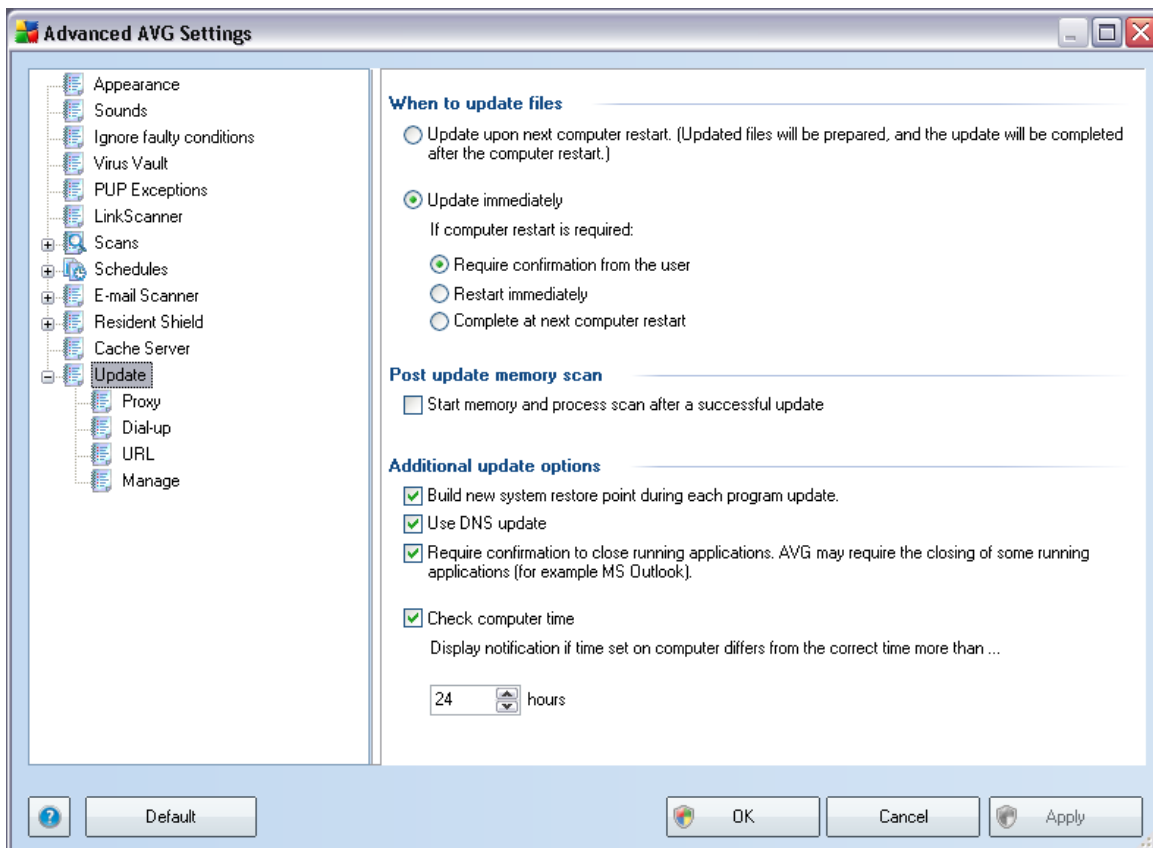 Advanced AVG Settings
Appearance
Sounds
Ignore faulty conditions
Virus Vault
PUP Exceptions
LinkScanner
Scans
Schedules
E-mail Scanner
Resident Shield
Cache Server
Update
Proxy
Dial-up
URL
Manage
When to update files
Update upon next computer restart. (Updated files will be prepared, and the update will be completed
after the computer restart.)
Update immediately
If computer restart is required:
Require confirmation from the user
Restart immediately
Complete at next computer restart
Post update memory scan
Start memory and process scan after a successful update
Additional update options
Build new system restore point during each program update.
Use DNS update
Require confirmation to close running applications. AVG may require the closing of some running
applications (for example MS Outlook).
Check computer time
Display notification if time set on computer differs from the correct time more than ...
24 hours
? Default OK Cancel Apply